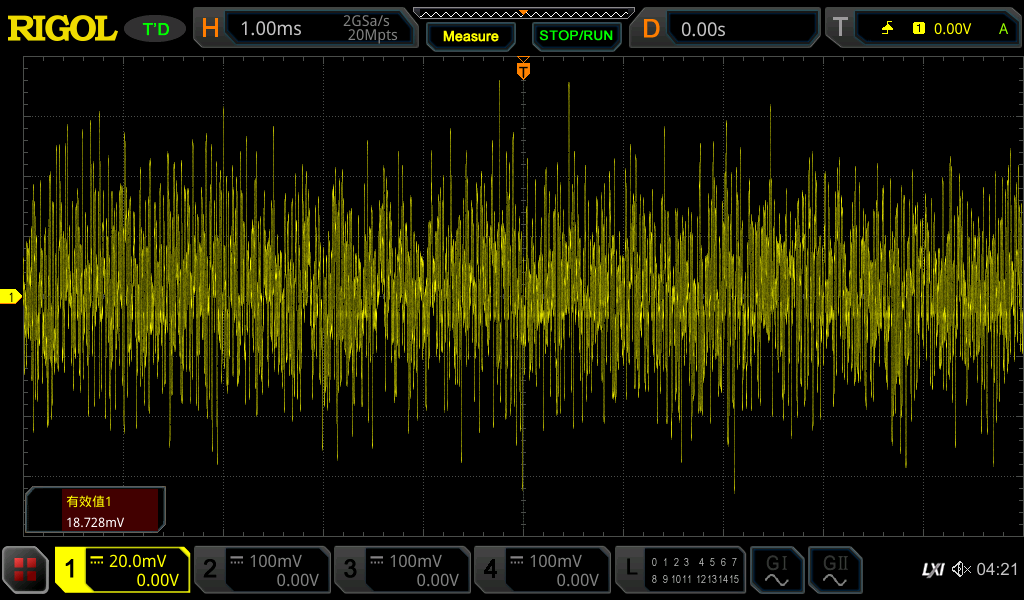 RIGOL T'D H 1.00ms 2GSa/s 20Mpts Measure STOP/RUN D 0.00s T 1 0.00V A
T
1
有效值1
18.728mV
1 20.0mV 0.00V 2 100mV 0.00V 3 100mV 0.00V 4 100mV 0.00V L 0 1 2 3 4 5 6 7 8 9 10 11 12 13 14 15 GI GII LXI 04:21